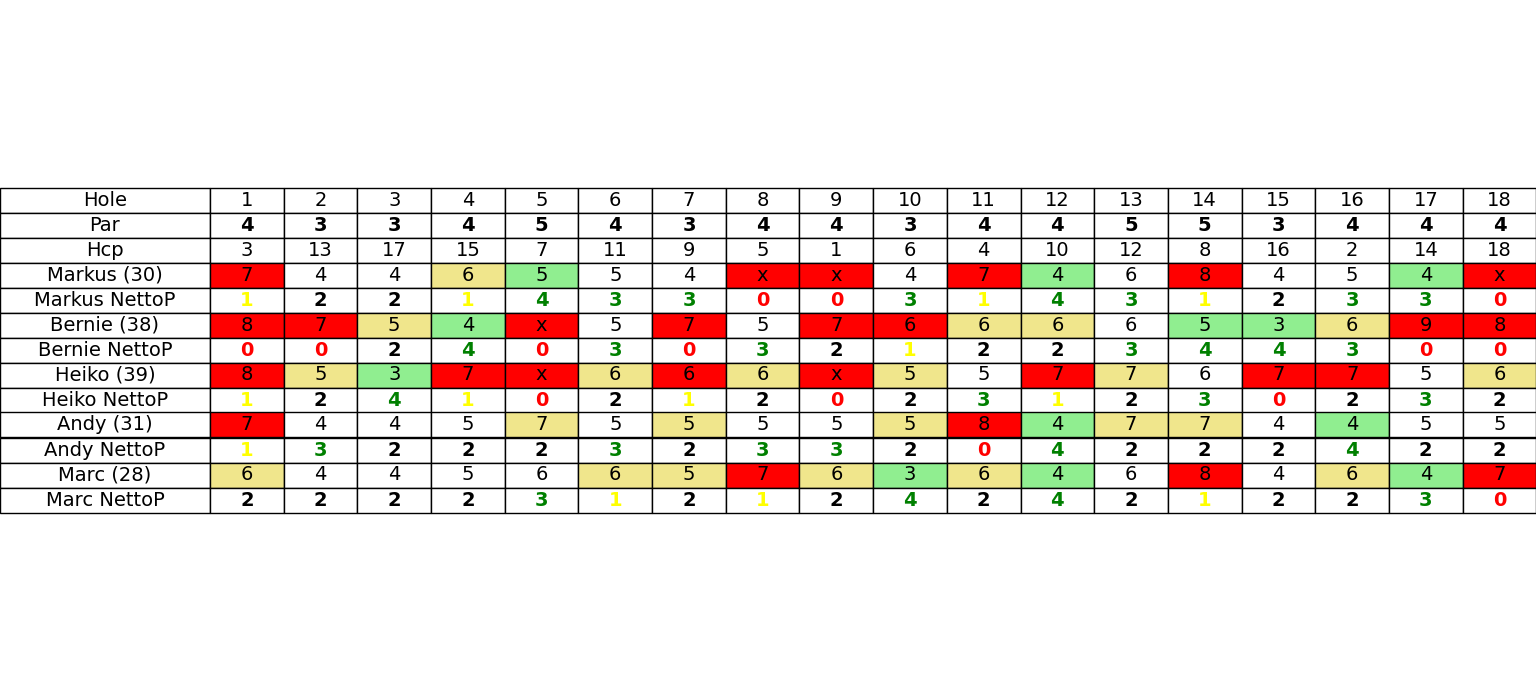 Hole 1 2 3 4 5 6 7 8 9 10 11 12 13 14 15 16 17 18
Par 4 3 3 4 5 4 3 4 4 3 4 4 5 5 3 4 4 4
Hcp 3 13 17 15 7 11 9 5 1 6 4 10 12 8 16 2 14 18
Markus (30) 7 4 4 6 5 5 4 x x 4 7 4 6 8 4 5 4 x
Markus NettoP 1 2 2 1 4 3 3 0 0 3 1 4 3 1 2 3 3 0
Bernie (38) 8 7 5 4 x 5 7 5 7 6 6 6 6 5 3 6 9 8
Bernie NettoP 0 0 2 4 0 3 0 3 2 1 2 2 3 4 4 3 0 0
Heiko (39) 8 5 3 7 x 6 6 6 x 5 5 7 7 6 7 7 5 6
Heiko NettoP 1 2 4 1 0 2 1 2 0 2 3 1 2 3 0 2 3 2
Andy (31) 7 4 4 5 7 5 5 5 5 5 8 4 7 7 4 4 5 5
Andy NettoP 1 3 2 2 2 3 2 3 3 2 0 4 2 2 2 4 2 2
Marc (28) 6 4 4 5 6 6 5 7 6 3 6 4 6 8 4 6 4 7
Marc NettoP 2 2 2 2 3 1 2 1 2 4 2 4 2 1 2 2 3 0